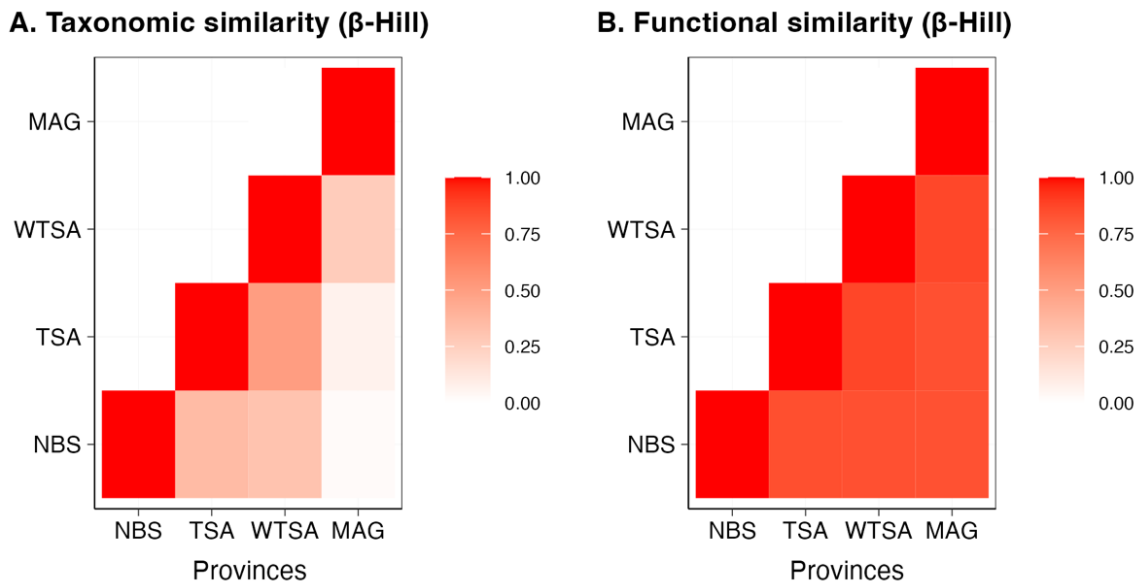 A. Taxonomic similarity (β-Hill)
MAG
WTSA
TSA
NBS
NBS TSA WTSA MAG
Provinces
1.00
0.75
0.50
0.25
0.00
B. Functional similarity (β-Hill)
MAG
WTSA
TSA
NBS
NBS TSA WTSA MAG
Provinces
1.00
0.75
0.50
0.25
0.00